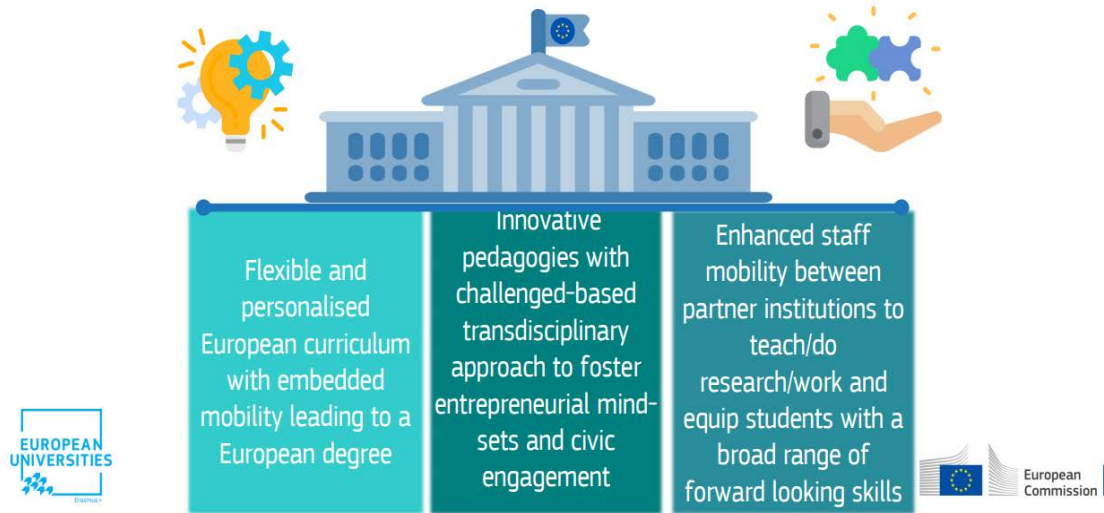 Flexible and
personalised
European curriculum
with embedded
mobility leading to a
European degree
Innovative
pedagogies with
challenged-based
transdisciplinary
approach to foster
entrepreneurial mind-
sets and civic
engagement
Enhanced staff
mobility between
partner institutions to
teach/do
research/work and
equip students with a
broad range of
forward looking skills
EUROPEAN
UNIVERSITIES
Erasmus+
European
Commission